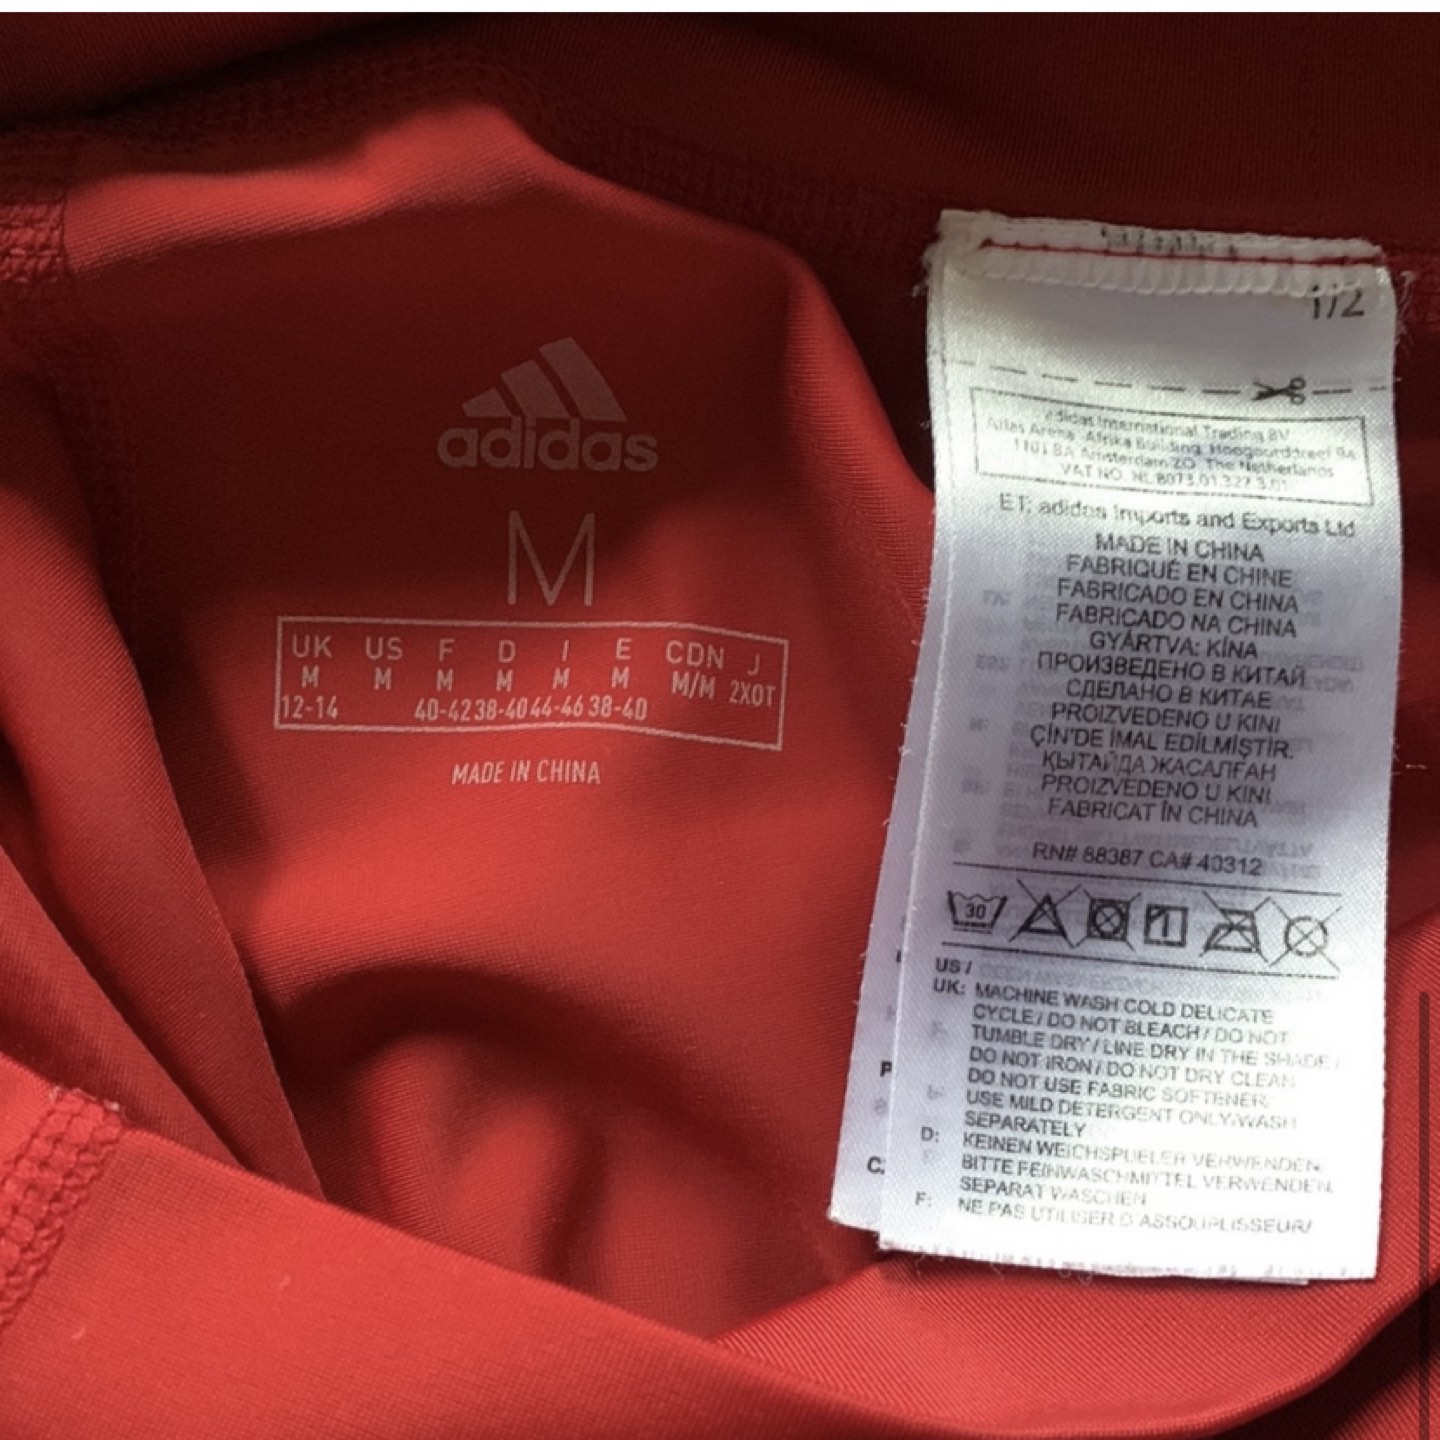 adidas
M
UK US F D I E CDN J
M M M M M M M/M 2XOT
12-14 40-42 38-40 44-46 38-40
MADE IN CHINA
1/2
adidas International Trading BV
Atlas Arena Afrika Building, Hoogoorddreef 9A
1101 BA Amsterdam ZO The Netherlands
VAT NO. NL 8073.01.327 3.01
ET: adidas Imports and Exports Ltd
MADE IN CHINA
FABRIQUÉ EN CHINE
FABRICADO EN CHINA
FABRICADO NA CHINA
GYÁRTVA: KÍNA
ПРОИЗВЕДЕНО В КИТАЙ
СДЕЛАНО В КИТАЕ
PROIZVEDENO U KINI
ÇİN'DE İMAL EDİLMİŞTİR.
ҚЫТАЙДА ЖАСАЛҒАН
PROIZVEDENO U KINI
FABRICAT ÎN CHINA
RN# 88387 CA# 40312
30
US /
UK: MACHINE WASH COLD DELICATE
CYCLE / DO NOT BLEACH / DO NOT
TUMBLE DRY / LINE DRY IN THE SHADE /
DO NOT IRON / DO NOT DRY CLEAN
DO NOT USE FABRIC SOFTENER/
USE MILD DETERGENT ONLY/WASH
SEPARATELY
D: KEINEN WEICHSPUELER VERWENDEN.
BITTE FEINWASCHMITTEL VERWENDEN.
SEPARAT WASCHEN
F: NE PAS UTILISER D'ASSOUPLISSEUR/